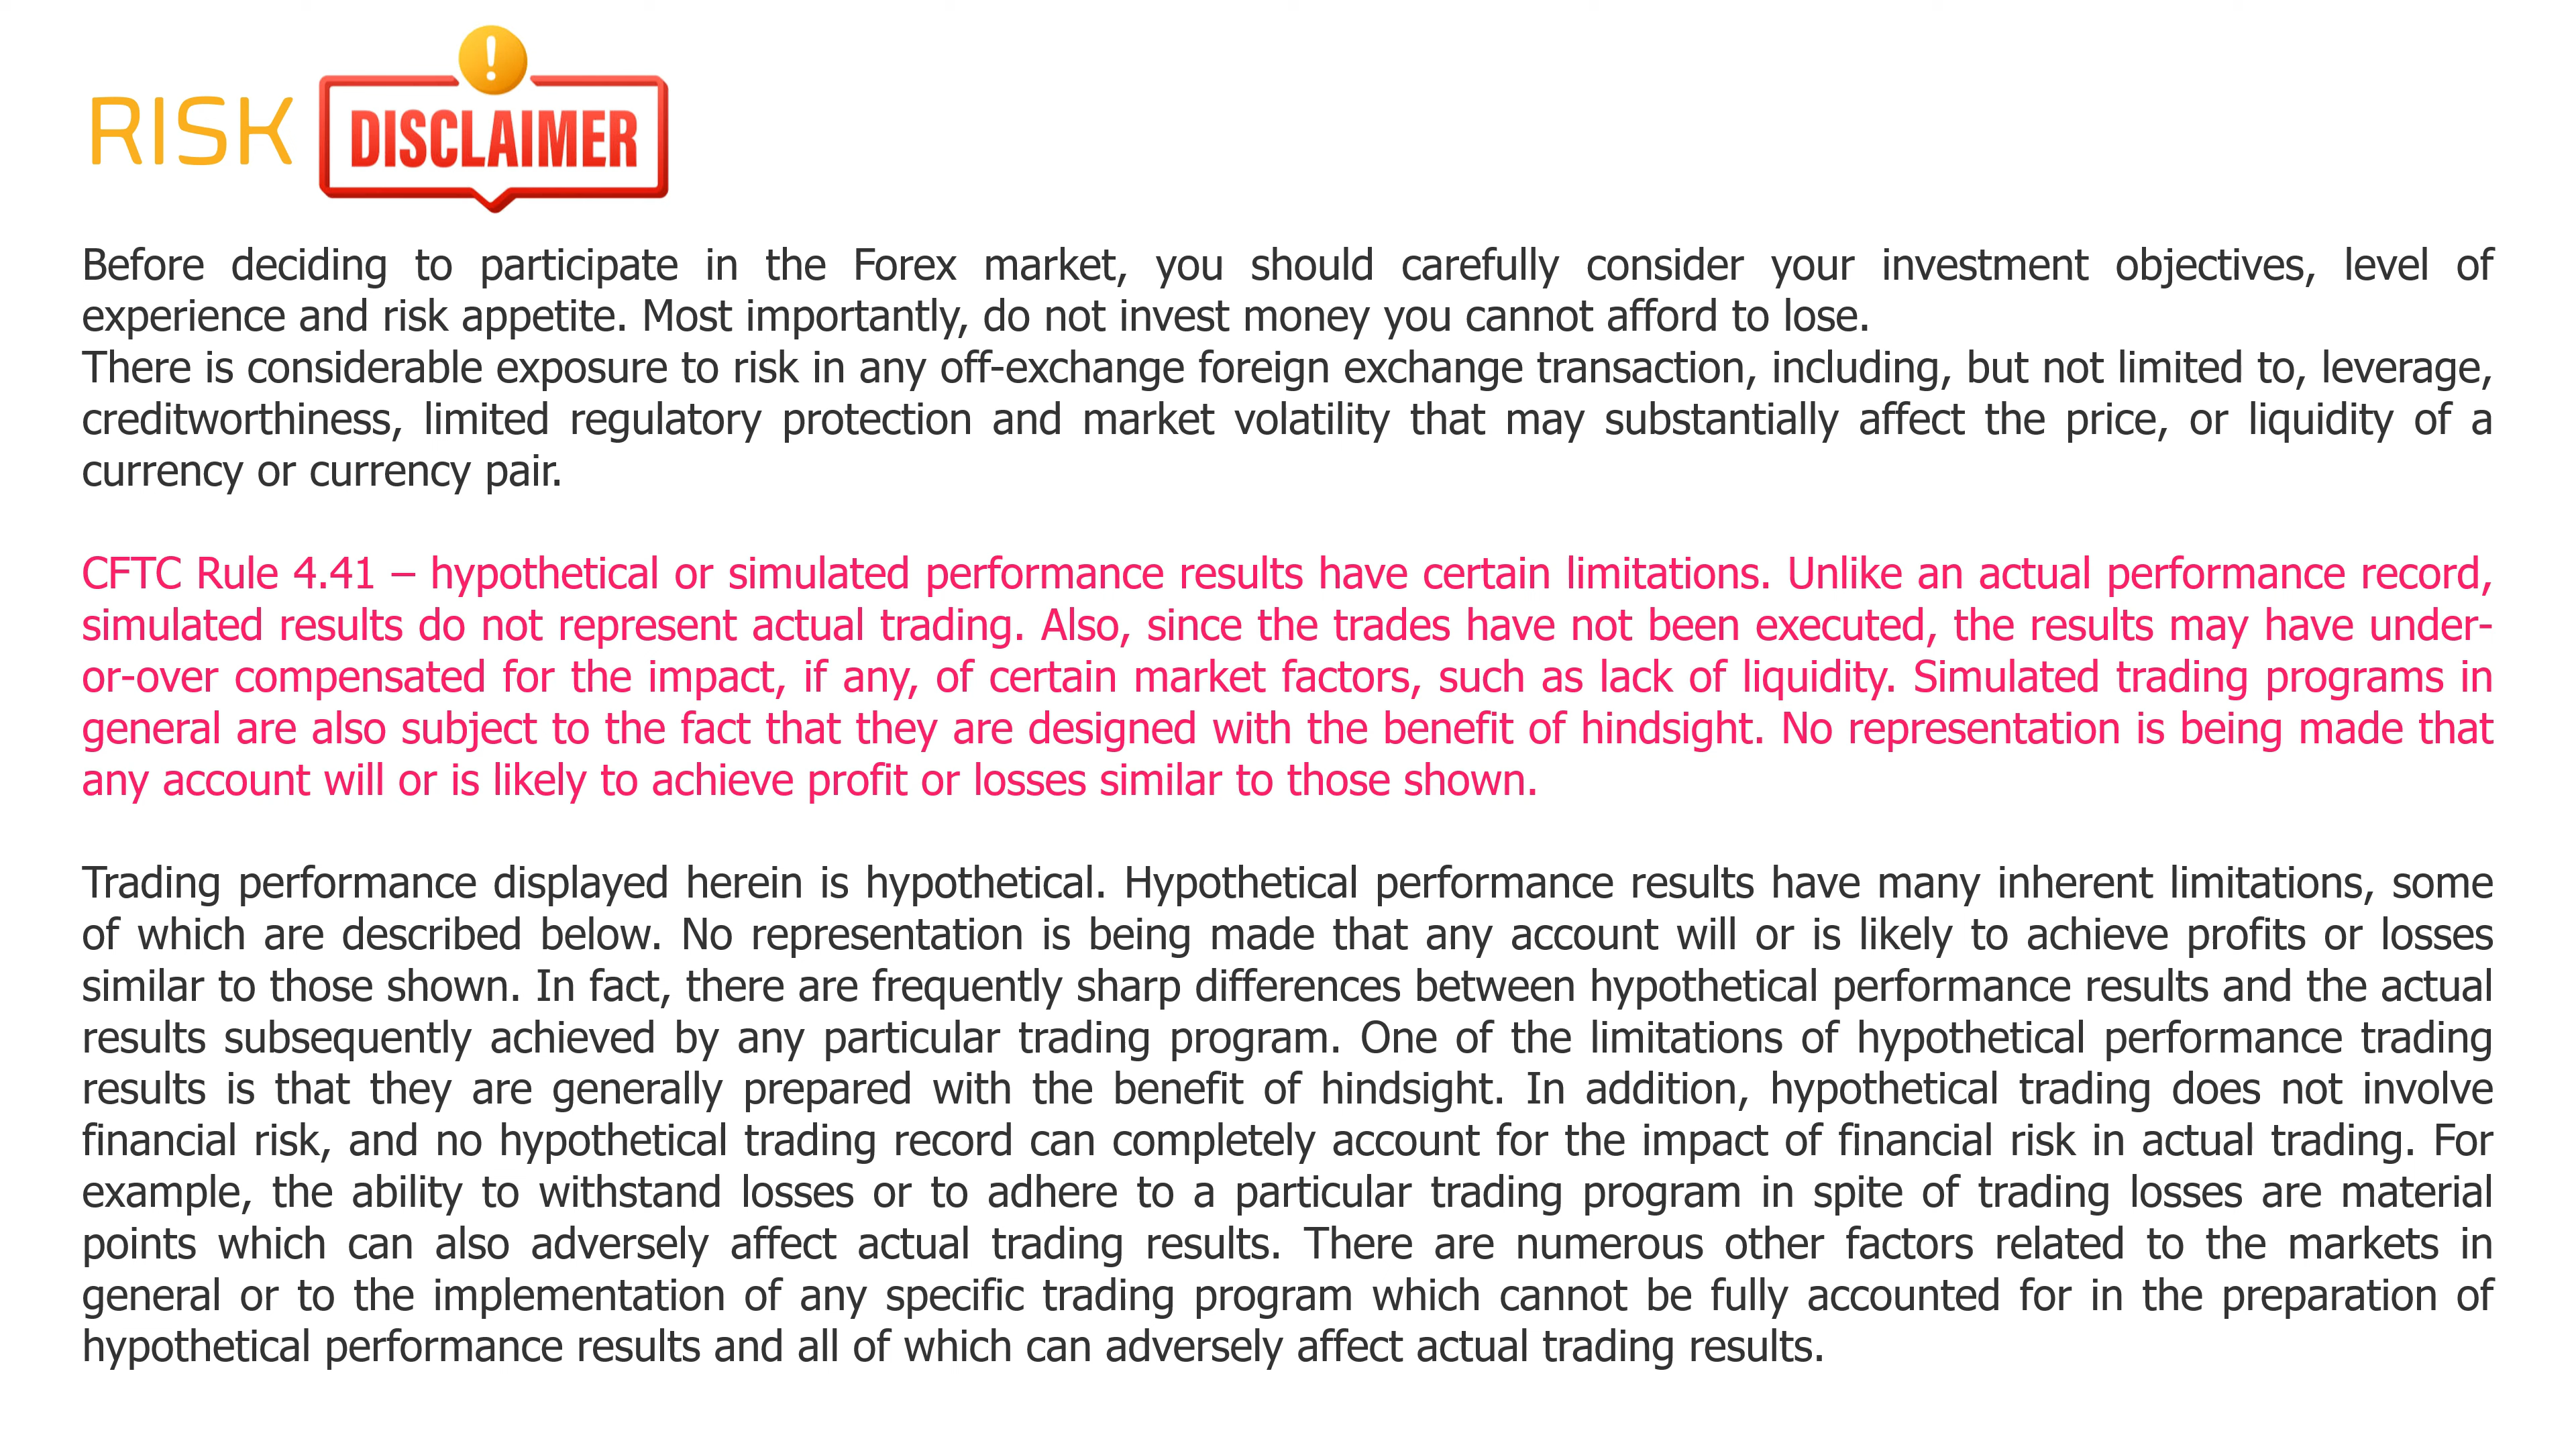 RISK DISCLAIMER
Before deciding to participate in the Forex market, you should carefully consider your investment objectives, level of
experience and risk appetite. Most importantly, do not invest money you cannot afford to lose.
There is considerable exposure to risk in any off-exchange foreign exchange transaction, including, but not limited to, leverage,
creditworthiness, limited regulatory protection and market volatility that may substantially affect the price, or liquidity of a
currency or currency pair.
CFTC Rule 4.41 – hypothetical or simulated performance results have certain limitations. Unlike an actual performance record,
simulated results do not represent actual trading. Also, since the trades have not been executed, the results may have under-
or-over compensated for the impact, if any, of certain market factors, such as lack of liquidity. Simulated trading programs in
general are also subject to the fact that they are designed with the benefit of hindsight. No representation is being made that
any account will or is likely to achieve profit or losses similar to those shown.
Trading performance displayed herein is hypothetical. Hypothetical performance results have many inherent limitations, some
of which are described below. No representation is being made that any account will or is likely to achieve profits or losses
similar to those shown. In fact, there are frequently sharp differences between hypothetical performance results and the actual
results subsequently achieved by any particular trading program. One of the limitations of hypothetical performance trading
results is that they are generally prepared with the benefit of hindsight. In addition, hypothetical trading does not involve
financial risk, and no hypothetical trading record can completely account for the impact of financial risk in actual trading. For
example, the ability to withstand losses or to adhere to a particular trading program in spite of trading losses are material
points which can also adversely affect actual trading results. There are numerous other factors related to the markets in
general or to the implementation of any specific trading program which cannot be fully accounted for in the preparation of
hypothetical performance results and all of which can adversely affect actual trading results.